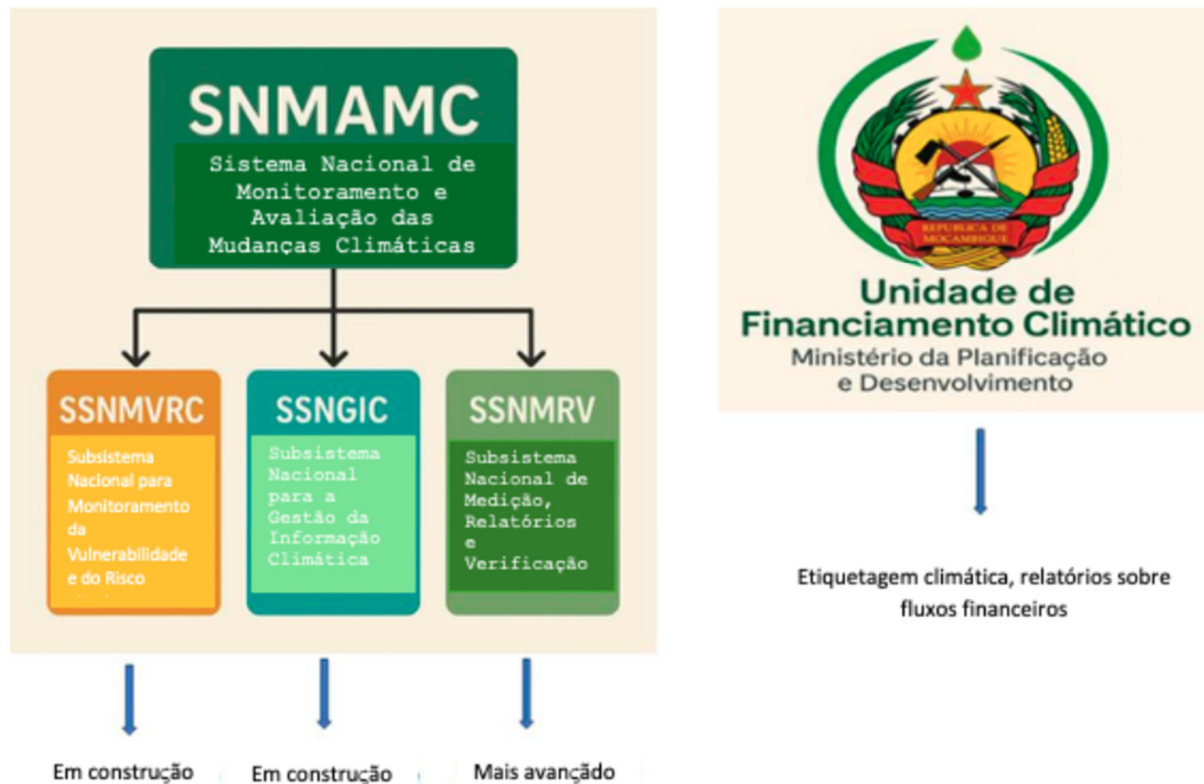 SNMAMC
Sistema Nacional de
Monitoramento e
Avaliação das
Mudanças Climáticas
SSNMVRC
Subsistema
Nacional para
Monitoramento
da
Vulnerabilidade
e do Risco
SSNGIC
Subsistema
Nacional
para a
Gestão da
Informação
Climática
SSNMRV
Subsistema
Nacional de
Medição,
Relatórios
e
Verificação
Em construção
Em construção
Mais avançãdo
REPUBLICA DE
MOCAMBIQUE
Unidade de
Financiamento Climático
Ministério da Planificação
e Desenvolvimento
Etiquetagem climática, relatórios sobre
fluxos financeiros